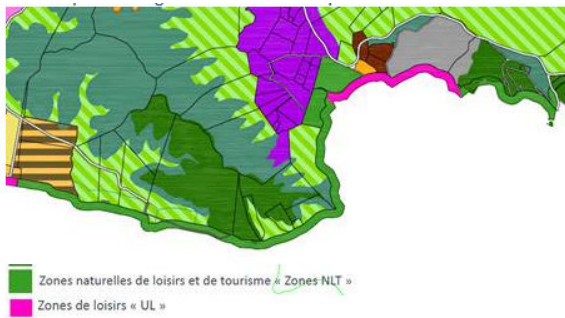 Zones naturelles de loisirs et de tourisme « Zones NLT »
Zones de loisirs « UL »